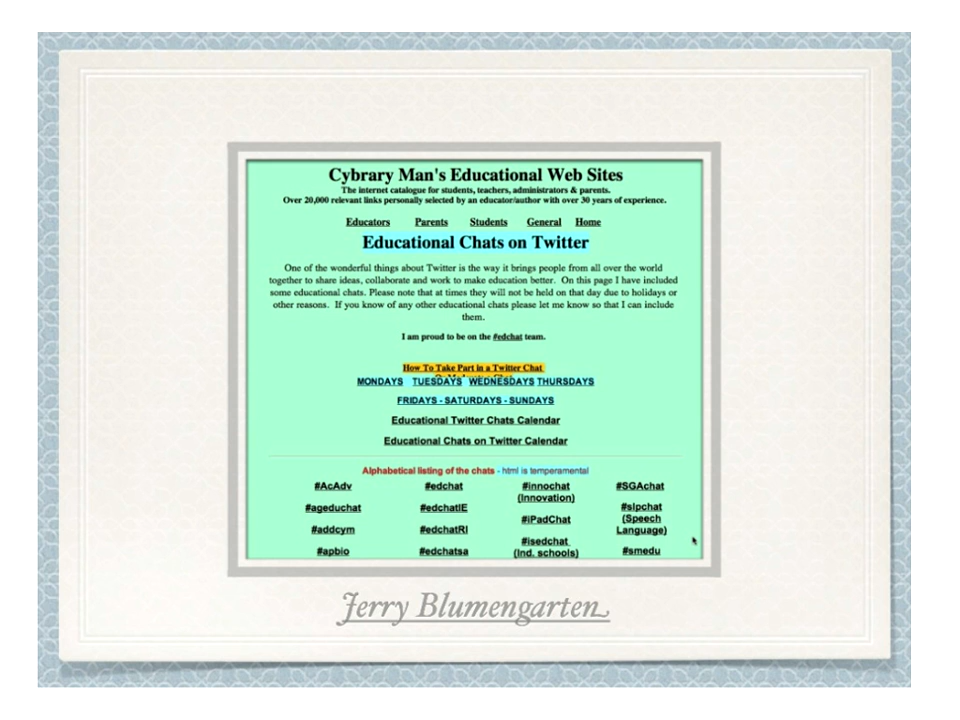 Cybrary Man's Educational Web Sites
The internet catalogue for students, teachers, administrators & parents.
Over 20,000 relevant links personally selected by an educator/author with over 30 years of experience.
Educators Parents Students General Home
Educational Chats on Twitter
One of the wonderful things about Twitter is the way it brings people from all over the world
together to share ideas, collaborate and work to make education better. On this page I have included
some educational chats. Please note that at times they will not be held on that day due to holidays or
other reasons. If you know of any other educational chats please let me know so that I can include
them.
I am proud to be on the #edchat team.
How To Take Part in a Twitter Chat
MONDAYS TUESDAYS WEDNESDAYS THURSDAYS
FRIDAYS - SATURDAYS - SUNDAYS
Educational Twitter Chats Calendar
Educational Chats on Twitter Calendar
Alphabetical listing of the chats - html is temperamental
#AcAdv #edchat #innochat #SGAchat
(Innovation)
#ageduchat #edchatIE #slpchat
#iPadChat (Speech
#addcym #edchatRI Language)
#isedchat
#apbio #edchatsa (Ind. schools) #smedu
Jerry Blumengarten